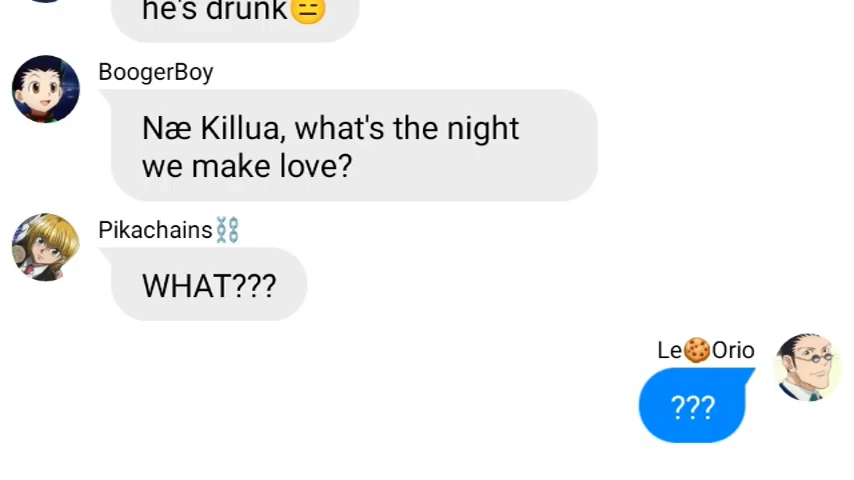 he's drunk😑
BoogerBoy
Næ Killua, what's the night
we make love?
Pikachains⛓️
WHAT???
Le🍪Orio
???